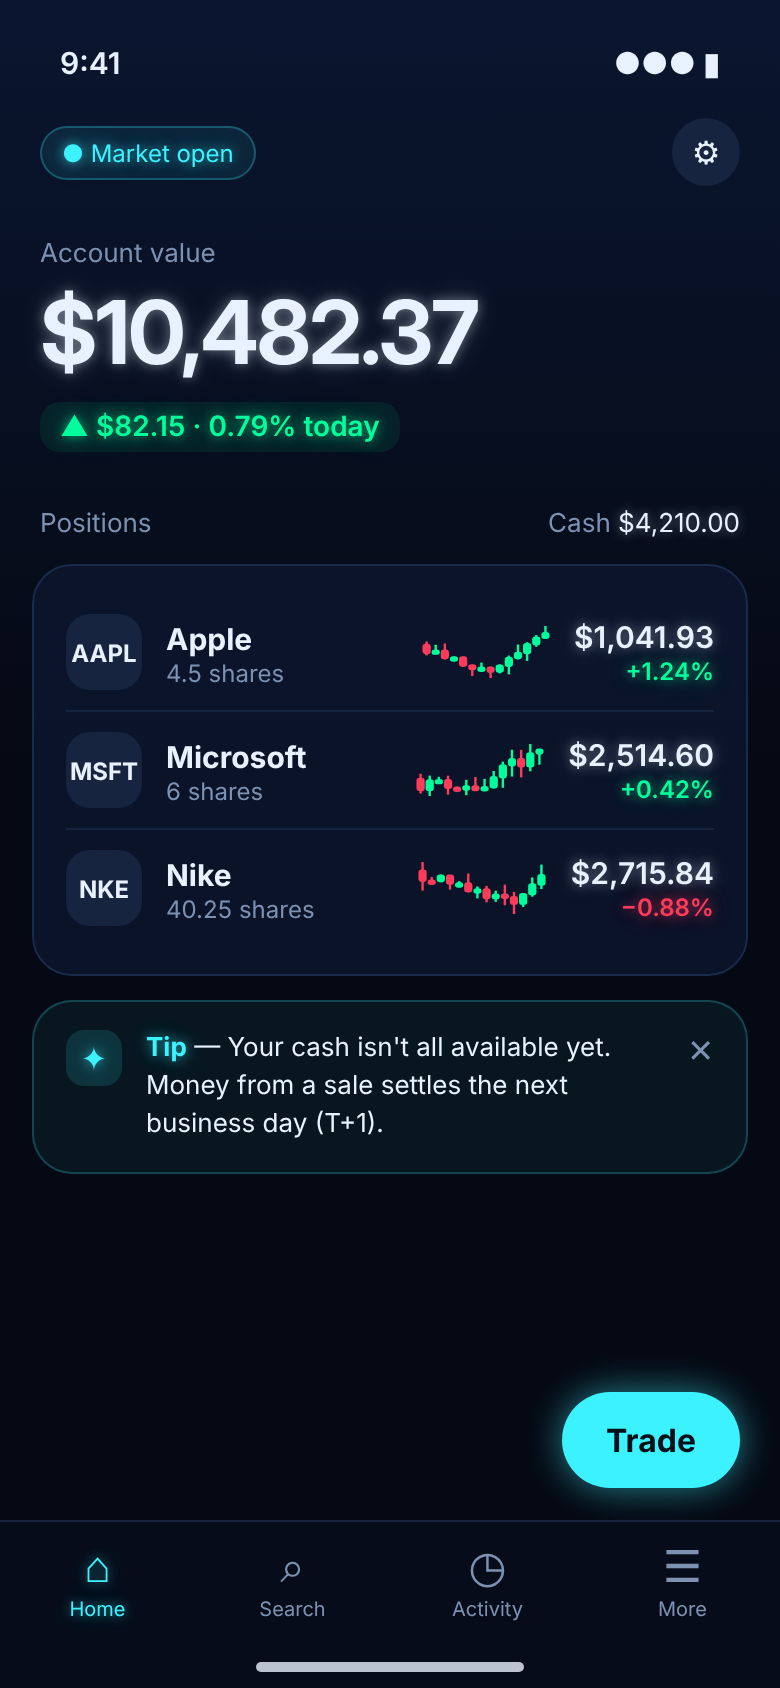 9:41
Market open
Account value
$10,482.37
▲ $82.15 · 0.79% today
Positions
Cash $4,210.00
AAPL
Apple
4.5 shares
$1,041.93
+1.24%
MSFT
Microsoft
6 shares
$2,514.60
+0.42%
NKE
Nike
40.25 shares
$2,715.84
−0.88%
Tip — Your cash isn't all available yet.
Money from a sale settles the next
business day (T+1).
Trade
Home
Search
Activity
More